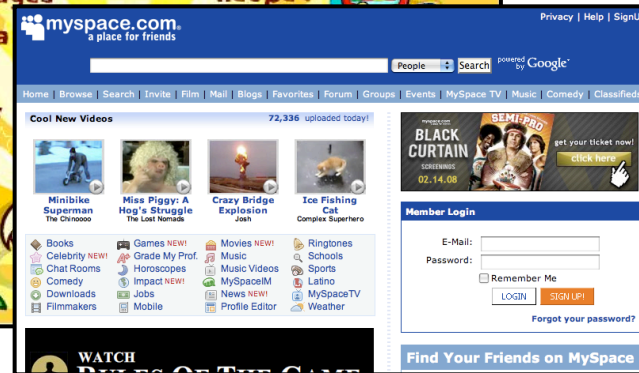 myspace.com
a place for friends
Privacy | Help | SignU
People
Search
powered by Google
Home | Browse | Search | Invite | Film | Mail | Blogs | Favorites | Forum | Groups | Events | MySpace TV | Music | Comedy | Classifieds
Cool New Videos
72,336 uploaded today!
Minibike Superman
The Chinoooo
Miss Piggy: A Hog's Struggle
The Lost Nomads
Crazy Bridge Explosion
Josh
Ice Fishing Cat
Complex Superhero
Books
Games NEW!
Movies NEW!
Ringtones
Celebrity NEW!
Grade My Prof.
Music
Schools
Chat Rooms
Horoscopes
Music Videos
Sports
Comedy
Impact NEW!
MySpaceIM
Latino
Downloads
Jobs
News NEW!
MySpaceTV
Filmmakers
Mobile
Profile Editor
Weather
WATCH
RULES OF THE GAME
myspace.com
BLACK
CURTAIN
SCREENINGS
02.14.08
SEMI-PRO
get your ticket now!
click here
Member Login
E-Mail:
Password:
Remember Me
LOGIN
SIGN UP!
Forgot your password?
Find Your Friends on MySpace